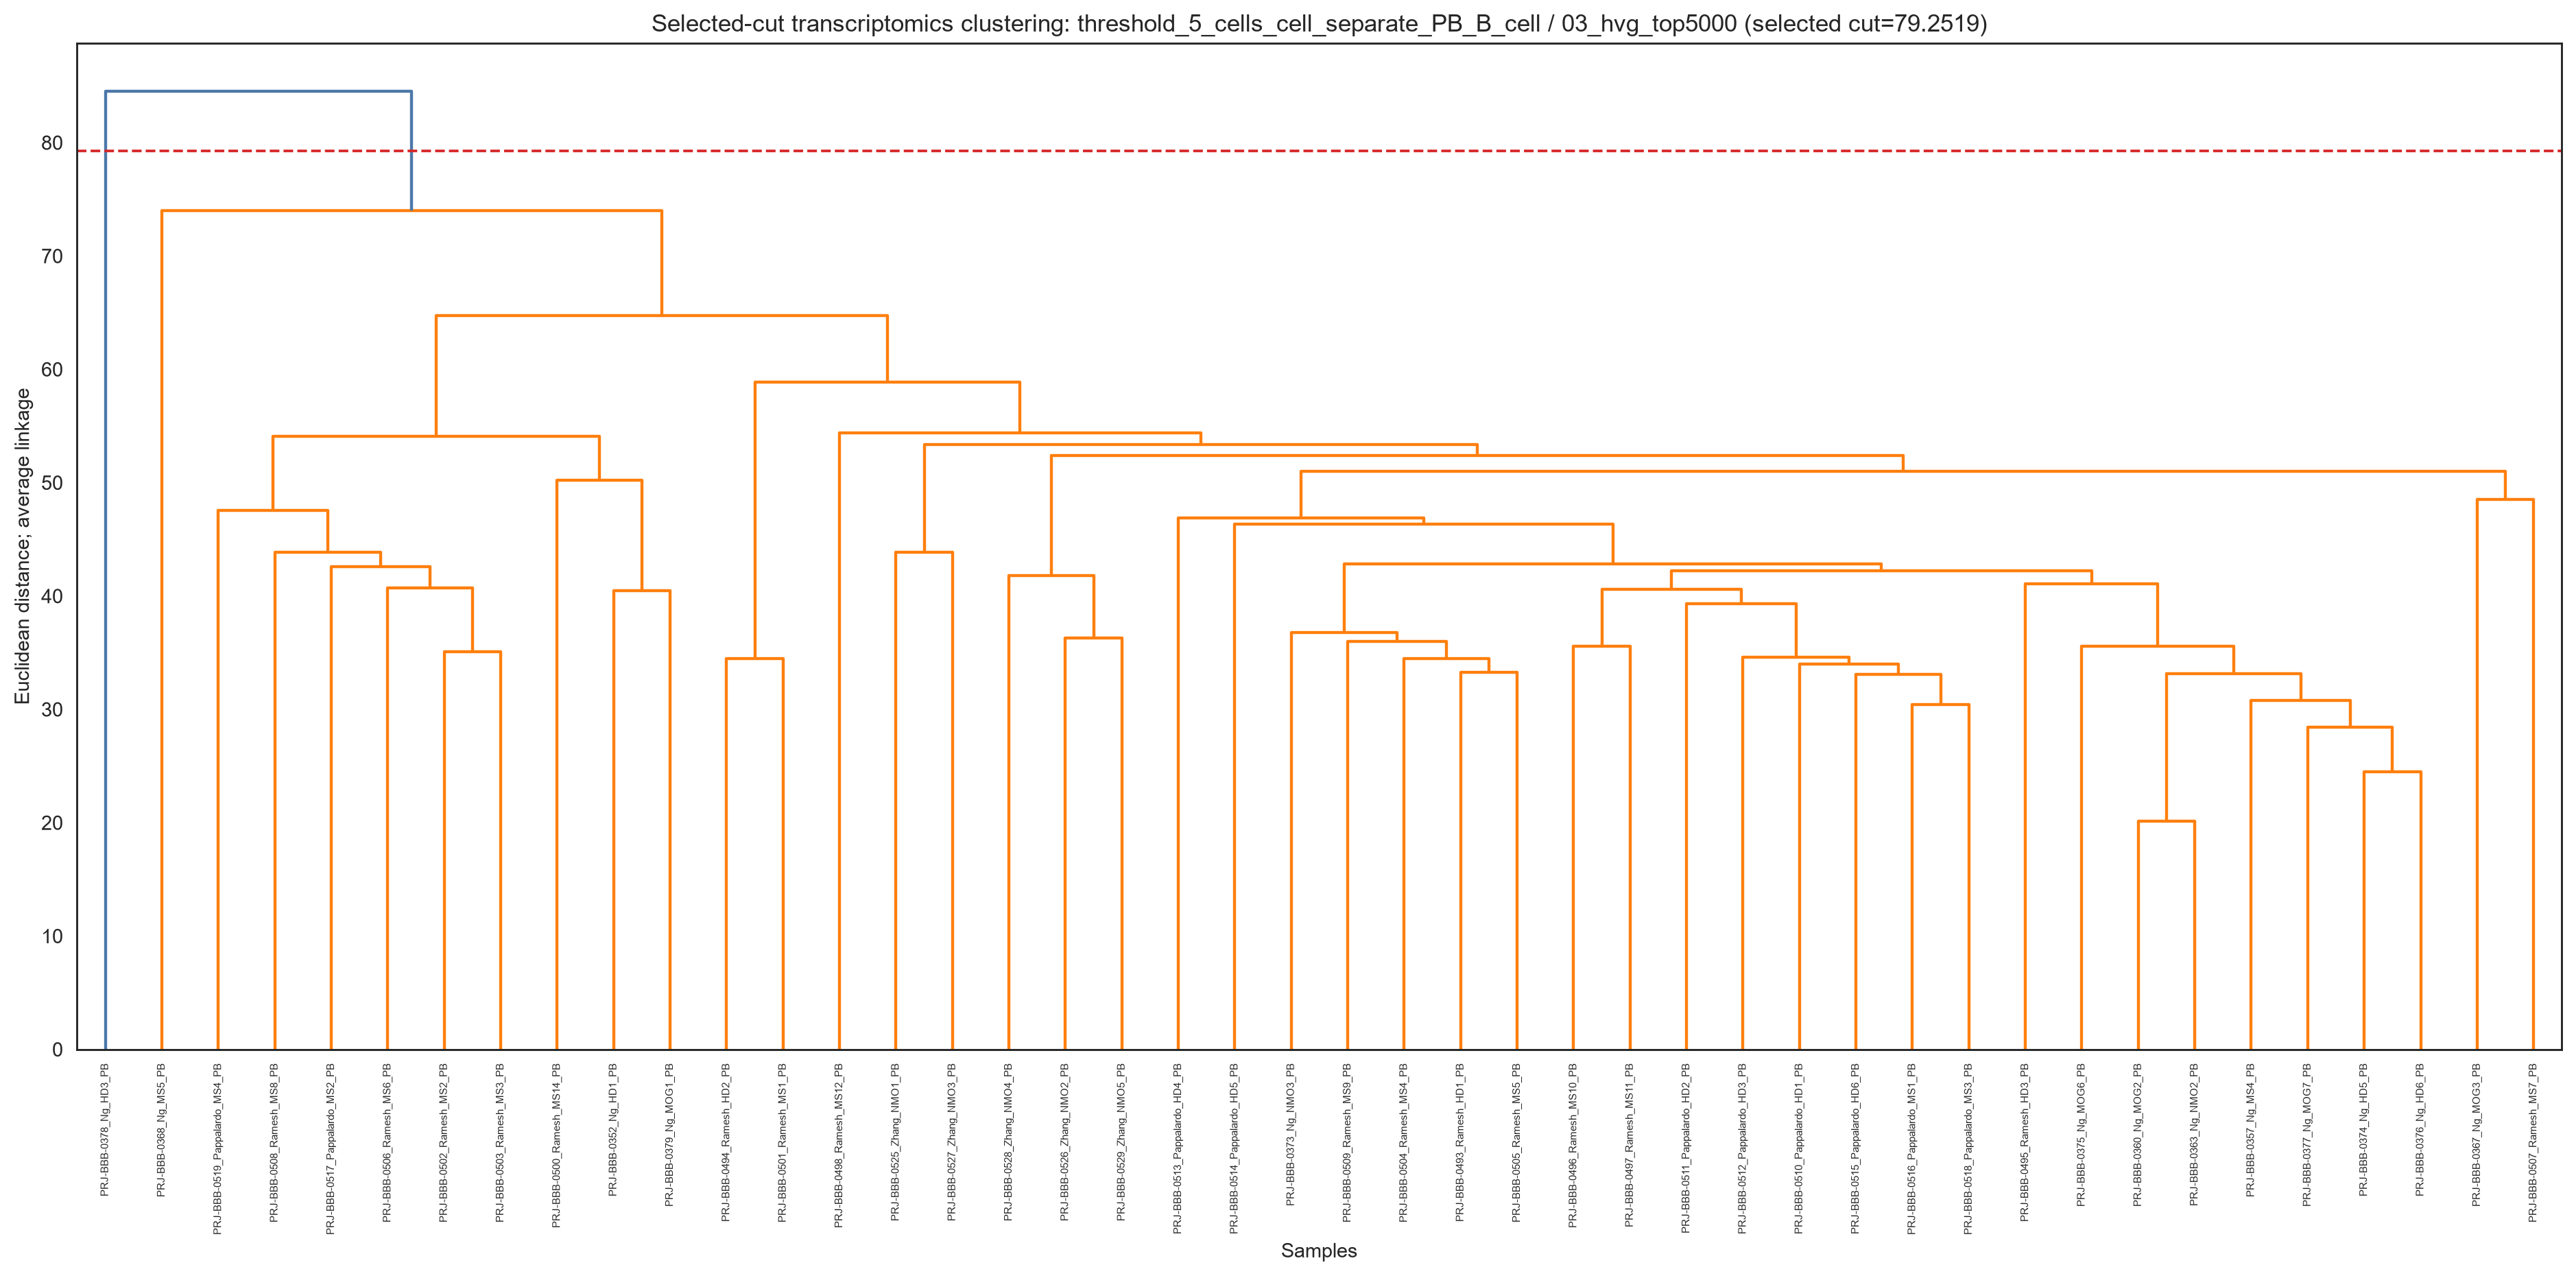 Selected-cut transcriptomics clustering: threshold_5_cells_cell_separate_PB_B_cell / 03_hvg_top5000 (selected cut=79.2519)
Euclidean distance; average linkage
80
70
60
50
40
30
20
10
0
PRJ-BBB-0378_Ng_HD3_PB
PRJ-BBB-0368_Ng_MS5_PB
PRJ-BBB-0519_Pappalardo_MS4_PB
PRJ-BBB-0508_Ramesh_MS8_PB
PRJ-BBB-0517_Pappalardo_MS2_PB
PRJ-BBB-0506_Ramesh_MS6_PB
PRJ-BBB-0502_Ramesh_MS2_PB
PRJ-BBB-0503_Ramesh_MS3_PB
PRJ-BBB-0500_Ramesh_MS14_PB
PRJ-BBB-0352_Ng_HD1_PB
PRJ-BBB-0379_Ng_MOG1_PB
PRJ-BBB-0494_Ramesh_HD2_PB
PRJ-BBB-0501_Ramesh_MS1_PB
PRJ-BBB-0498_Ramesh_MS12_PB
PRJ-BBB-0525_Zhang_NMO1_PB
PRJ-BBB-0527_Zhang_NMO3_PB
PRJ-BBB-0528_Zhang_NMO4_PB
PRJ-BBB-0526_Zhang_NMO2_PB
PRJ-BBB-0529_Zhang_NMO5_PB
PRJ-BBB-0513_Pappalardo_HD4_PB
PRJ-BBB-0514_Pappalardo_HD5_PB
PRJ-BBB-0373_Ng_NMO3_PB
PRJ-BBB-0509_Ramesh_MS9_PB
PRJ-BBB-0504_Ramesh_MS4_PB
PRJ-BBB-0493_Ramesh_HD1_PB
PRJ-BBB-0505_Ramesh_MS5_PB
PRJ-BBB-0496_Ramesh_MS10_PB
PRJ-BBB-0497_Ramesh_MS11_PB
PRJ-BBB-0511_Pappalardo_HD2_PB
PRJ-BBB-0512_Pappalardo_HD3_PB
PRJ-BBB-0510_Pappalardo_HD1_PB
PRJ-BBB-0515_Pappalardo_HD6_PB
PRJ-BBB-0516_Pappalardo_MS1_PB
PRJ-BBB-0518_Pappalardo_MS3_PB
PRJ-BBB-0495_Ramesh_HD3_PB
PRJ-BBB-0375_Ng_MOG6_PB
PRJ-BBB-0360_Ng_MOG2_PB
PRJ-BBB-0363_Ng_NMO2_PB
PRJ-BBB-0357_Ng_MS4_PB
PRJ-BBB-0377_Ng_MOG7_PB
PRJ-BBB-0374_Ng_HD5_PB
PRJ-BBB-0376_Ng_HD6_PB
PRJ-BBB-0367_Ng_MOG3_PB
PRJ-BBB-0507_Ramesh_MS7_PB
Samples